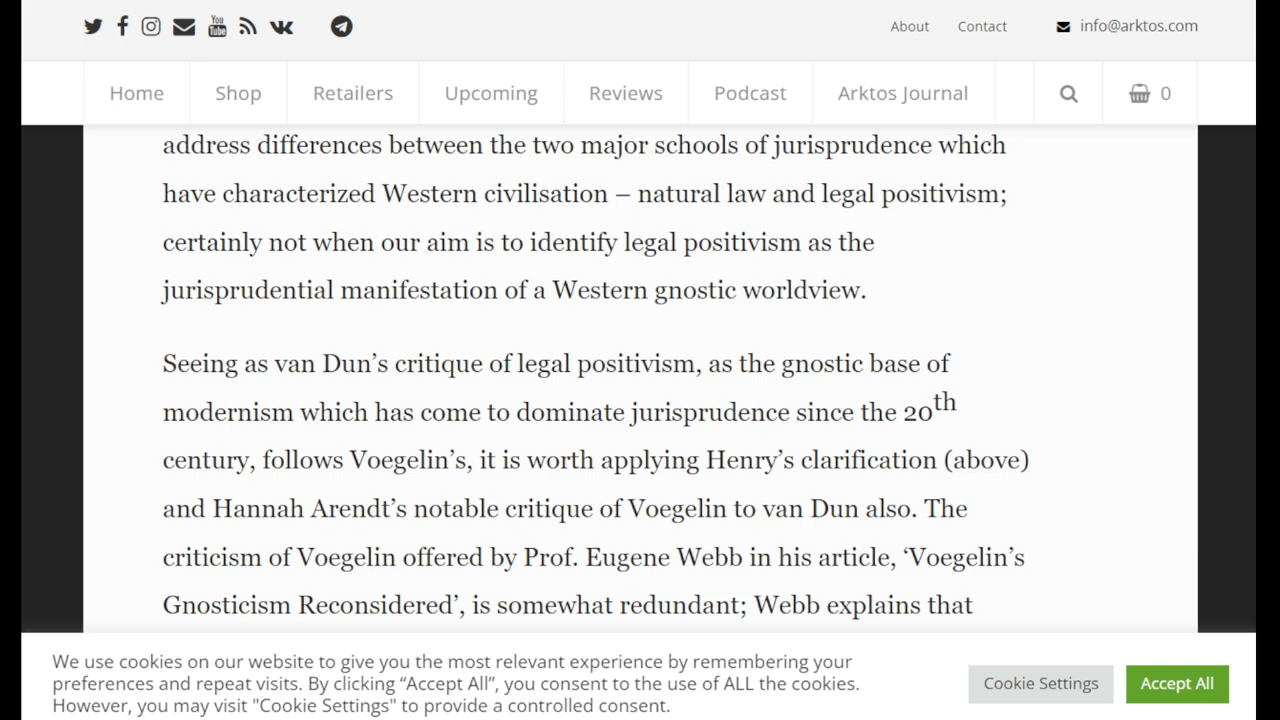 About Contact info@arktos.com
Home Shop Retailers Upcoming Reviews Podcast Arktos Journal 0
address differences between the two major schools of jurisprudence which
have characterized Western civilisation – natural law and legal positivism;
certainly not when our aim is to identify legal positivism as the
jurisprudential manifestation of a Western gnostic worldview.
Seeing as van Dun’s critique of legal positivism, as the gnostic base of
modernism which has come to dominate jurisprudence since the 20th
century, follows Voegelin’s, it is worth applying Henry’s clarification (above)
and Hannah Arendt’s notable critique of Voegelin to van Dun also. The
criticism of Voegelin offered by Prof. Eugene Webb in his article, ‘Voegelin’s
Gnosticism Reconsidered’, is somewhat redundant; Webb explains that
We use cookies on our website to give you the most relevant experience by remembering your
preferences and repeat visits. By clicking “Accept All”, you consent to the use of ALL the cookies.
However, you may visit "Cookie Settings" to provide a controlled consent.
Cookie Settings Accept All